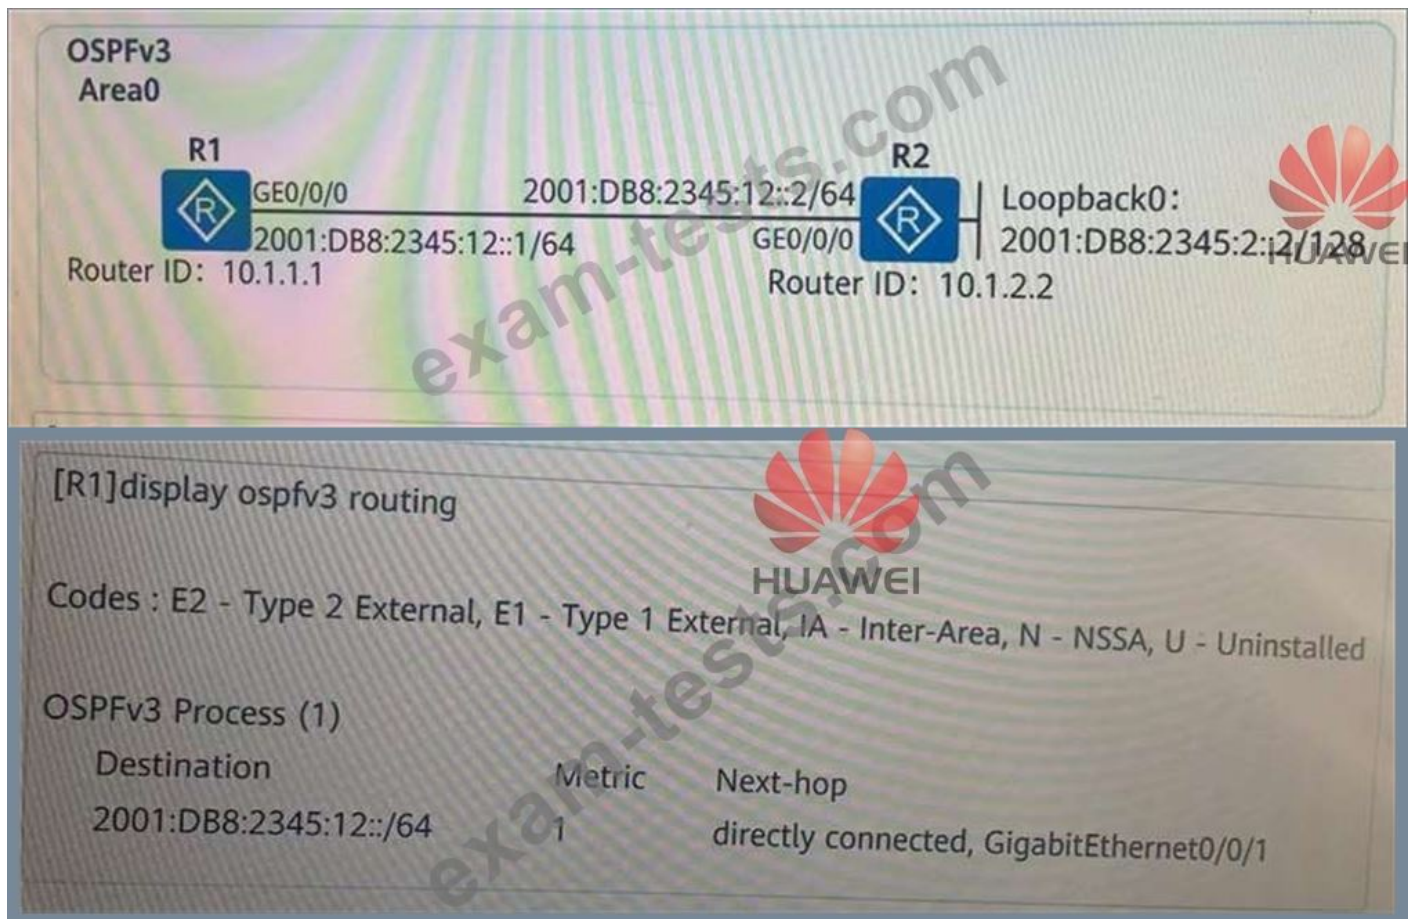 OSPFv3
Area0
R1
R2
GE0/0/0
2001:DB8:2345:12::2/64
Loopback0:
2001:DB8:2345:12::1/64
GE0/0/0
2001:DB8:2345:2::2/128
HUAWEI
Router ID: 10.1.1.1
Router ID: 10.1.2.2
exam-tests.com
[R1]display ospfv3 routing
HUAWEI
Codes : E2 - Type 2 External, E1 - Type 1 External, IA - Inter-Area, N - NSSA, U - Uninstalled
OSPFv3 Process (1)
Destination Metric Next-hop
2001:DB8:2345:12::/64 1 directly connected, GigabitEthernet0/0/1
exam-tests.com